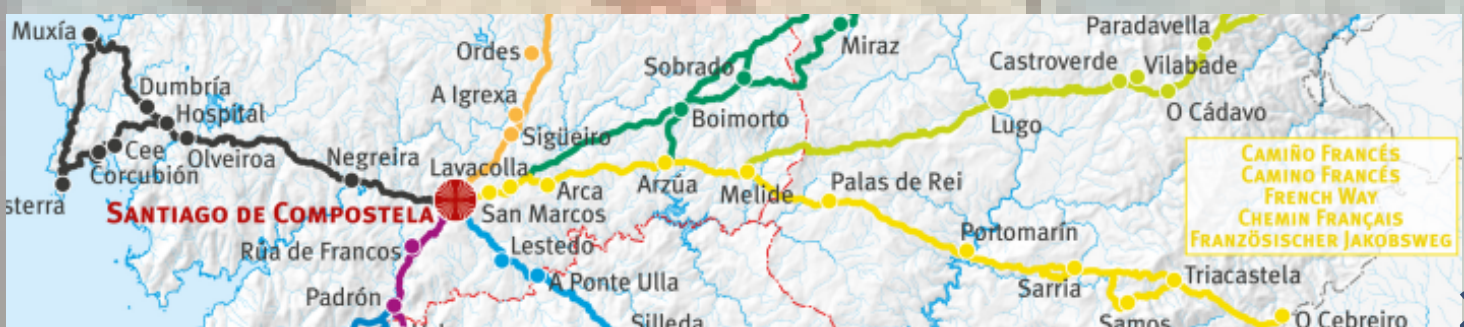 Muxía
Dumbría
Hospital
Cee
Corcubión
sterra
Olveiroa
Negreira
Ordes
A Igrexa
Sigüeiro
Lavacolla
SANTIAGO DE COMPOSTELA
San Marcos
Arca
Rúa de Francos
Padrón
Lestedo
A Ponte Ulla
Silleda
Sobrado
Boimorto
Miraz
Arzúa
Melide
Palas de Rei
Portomarín
Sarria
Samos
Triacastela
O Cebreiro
Paradavella
Castroverde
Vilabade
O Cádavo
Lugo
CAMIÑO FRANCÉS
CAMINO FRANCÉS
FRENCH WAY
CHEMIN FRANÇAIS
FRANZÖSISCHER JAKOBSWEG